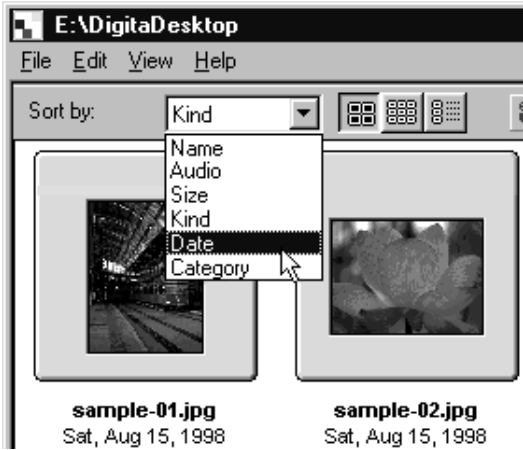 E:\DigitaDesktop
File Edit View Help
Sort by: Kind
Name
Audio
Size
Kind
Date
Category
sample-01.jpg sample-02.jpg
Sat, Aug 15, 1998 Sat, Aug 15, 1998